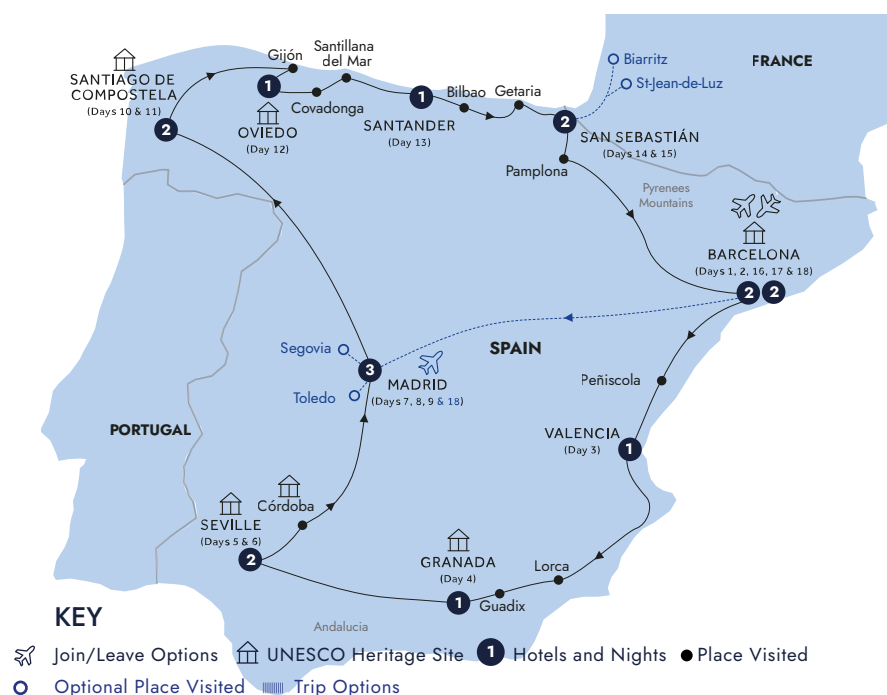 Biarritz
FRANCE
St-Jean-de-Luz
Gijón
Santillana
del Mar
SANTIAGO DE
COMPOSTELA
(Days 10 & 11)
2
1
Covadonga
OVIEDO
(Day 12)
1
SANTANDER
(Day 13)
Bilbao
Getaria
2
SAN SEBASTIÁN
(Days 14 & 15)
Pamplona
Pyrenees
Mountains
BARCELONA
(Days 1, 2, 16, 17 & 18)
2
2
Segovia
SPAIN
3
MADRID
(Days 7, 8, 9 & 18)
Toledo
Peñiscola
PORTUGAL
VALENCIA
(Day 3)
1
Córdoba
SEVİLLE
(Days 5 & 6)
2
GRANADA
(Day 4)
Lorca
1
Guadix
Andalucia
KEY
Join/Leave Options
UNESCO Heritage Site
1 Hotels and Nights
Place Visited
Optional Place Visited
Trip Options